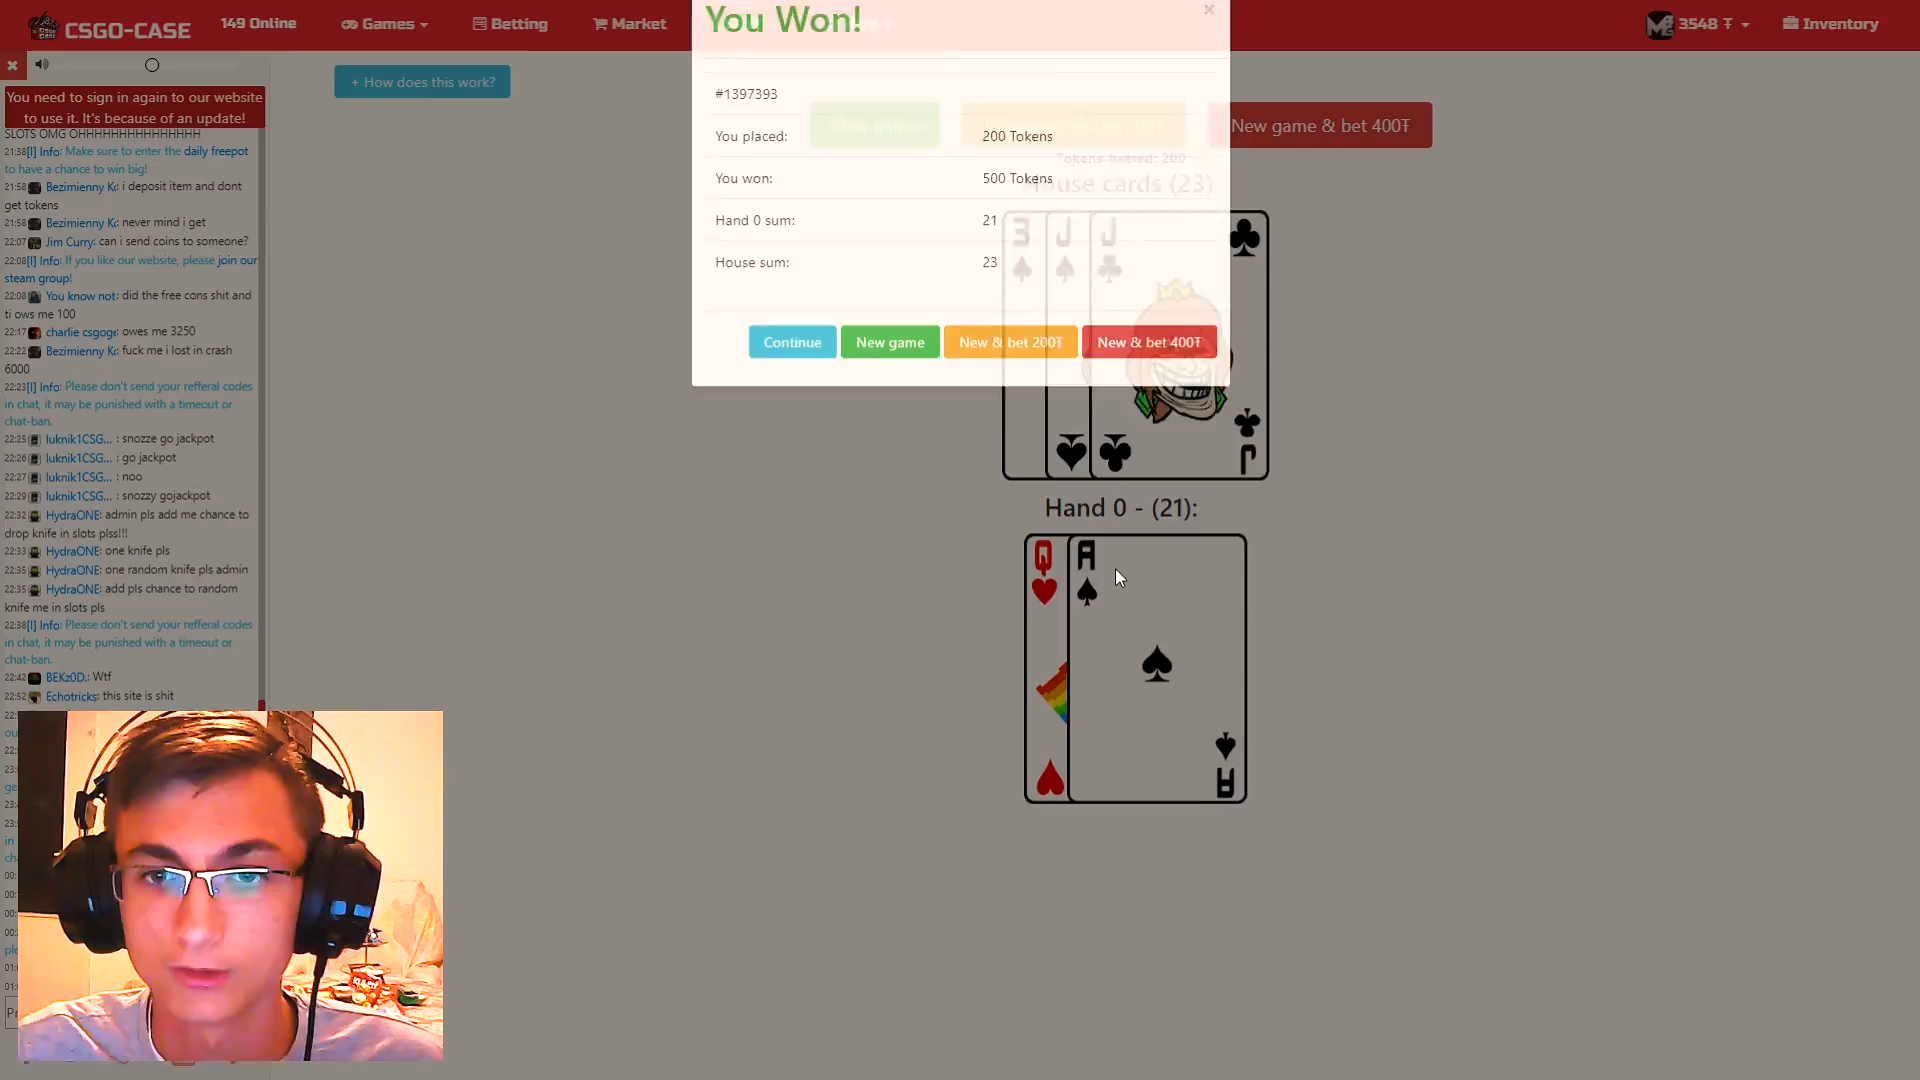 CSGO-CASE
149 Online
Games
Betting
Market
3548 Ŧ
Inventory
You need to sign in again to our website
to use it. It's because of an update!
SLOTS OMG OHHHHHHHHHHHHHHH
21:38[I] Info: Make sure to enter the daily freepot
to have a chance to win big!
21:58 Bezimienny Kc: i deposit item and dont
get tokens
21:58 Bezimienny Kc: never mind i get
22:07 Jim Curry: can i send coins to someone?
22:08[I] Info: If you like our website, please join our
steam group!
22:08 You know not: did the free cons shit and
ti ows me 100
22:17 charlie csgoge: owes me 3250
22:22 Bezimienny Kc: fuck me i lost in crash
6000
22:23[I] Info: Please don't send your refferal codes
in chat, it may be punished with a timeout or
chat-ban.
22:25 luknik1CSG... : snozze go jackpot
22:26 luknik1CSG... : go jackpot
22:27 luknik1CSG... : noo
22:29 luknik1CSG... : snozzy gojackpot
22:32 HydraONE: admin pls add me chance to
drop knife in slots plss!!!
22:33 HydraONE: one knife pls
22:35 HydraONE: one random knife pls admin
22:35 HydraONE: add pls chance to random
knife me in slots pls
22:38[I] Info: Please don't send your refferal codes
in chat, it may be punished with a timeout or
chat-ban.
22:42 BEKz0D.: Wtf
22:52 Echotricks: this site is shit
+ How does this work?
You Won!
×
#1397393
You placed: 200 Tokens
You won: 500 Tokens
Hand 0 sum: 21
House sum: 23
Continue
New game
New & bet 200Ŧ
New & bet 400Ŧ
New game & bet 400Ŧ
Tokens betted: 200
House cards (23)
3
J
J
J
Hand 0 - (21):
Q
A
A